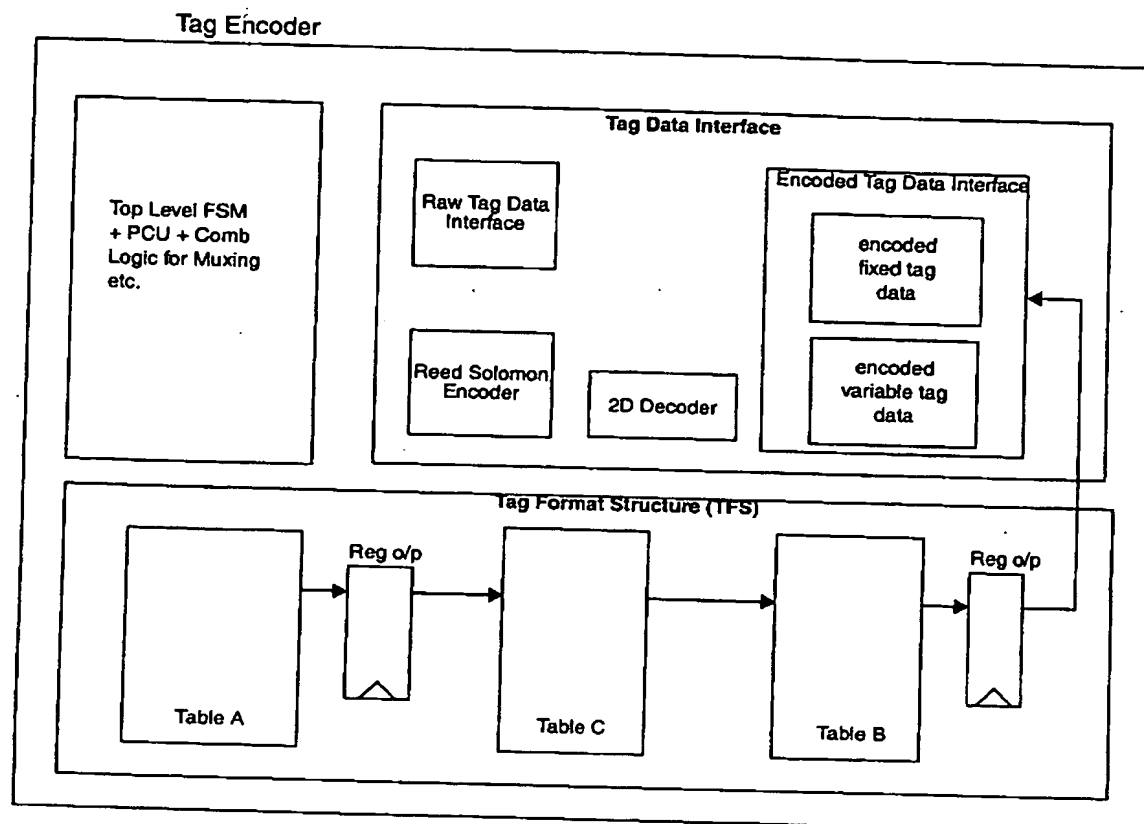 Tag Encoder
Tag Data Interface
Top Level FSM
+ PCU + Comb
Logic for Muxing
etc.
Raw Tag Data
Interface
Encoded Tag Data Interface
encoded
fixed tag
data
Reed Solomon
Encoder
2D Decoder
encoded
variable tag
data
Tag Format Structure (TFS)
Table A
Reg o/p
Table C
Table B
Reg o/p